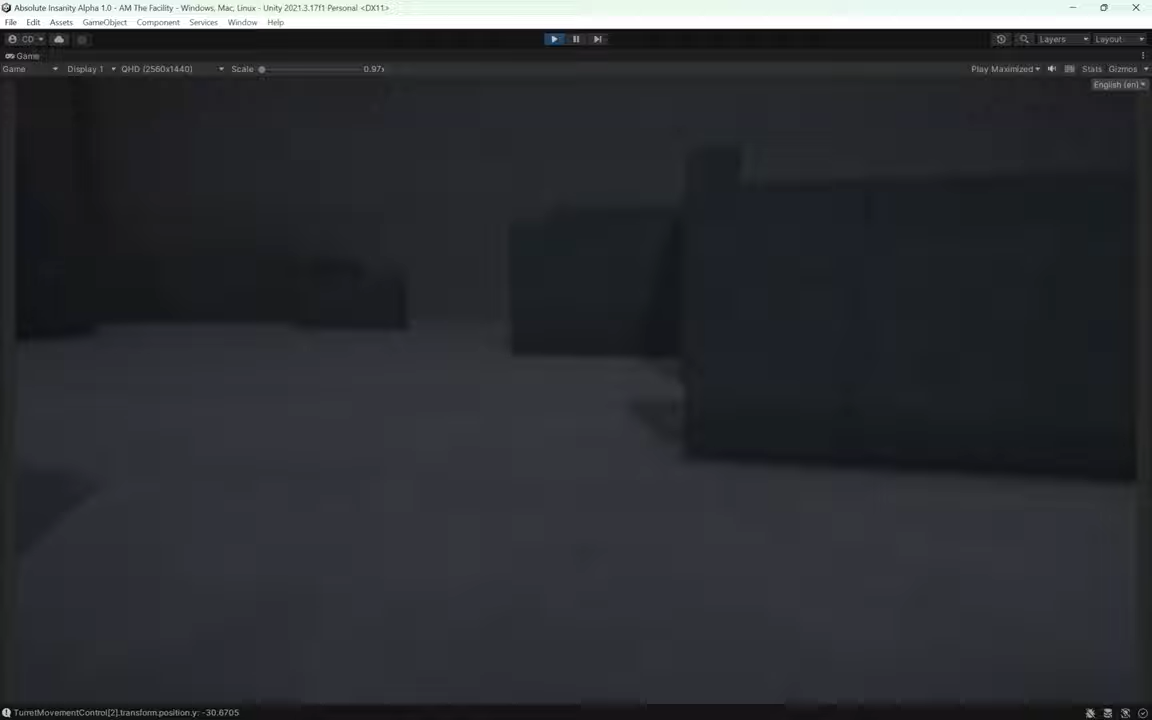 Absolute Insanity Alpha 1.0 - AM The Facility - Windows, Mac, Linux - Unity 2021.3.17f1 Personal <DX11>
File Edit Assets GameObject Component Services Window Help
CD Layers Layout
Game
Game Display 1 QHD (2560x1440) Scale 0.97x Play Maximized Stats Gizmos
English (en)
TurretMovementControl[2].transform.position.y: -30.6705